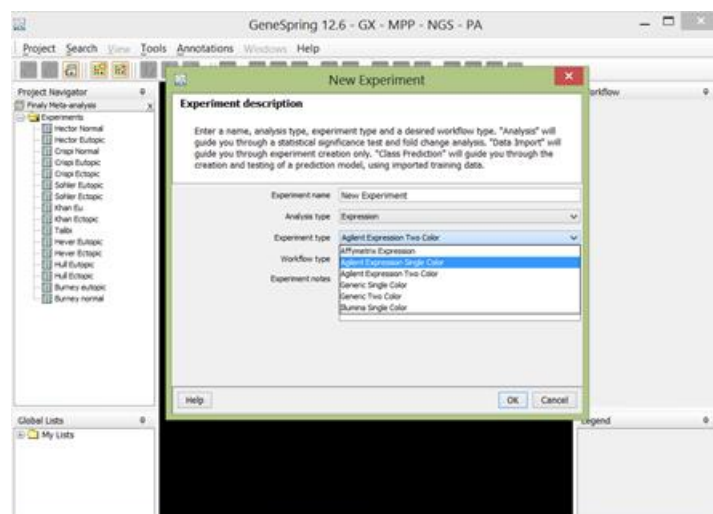 GeneSpring 12.6 - GX - MPP - NGS - PA
Project Search View Tools Annotations Windows Help
Project Navigator
Finaly Meta-analysis
Experiments
Hector Normal
Hector Eutopic
Crispi Normal
Crispi Eutopic
Crispi Ectopic
Sohler Eutopic
Sohler Ectopic
Khan Eu
Khan Ectopic
Talbi
Hever Eutopic
Hever Ectopic
Hull Eutopic
Hull Ectopic
Burney eutopic
Burney normal
Global Lists
My Lists
New Experiment
Experiment description
Enter a name, analysis type, experiment type and a desired workflow type. "Analysis" will
guide you through a statistical significance test and fold change analysis. "Data Import" will
guide you through experiment creation only. "Class Prediction" will guide you through the
creation and testing of a prediction model, using imported training data.
Experiment name New Experiment
Analysis type Expression
Experiment type Agilent Expression Two Color
Affymetrix Expression
Workflow type Agilent Expression Single Color
Agilent Expression Two Color
Experiment notes Generic Single Color
Generic Two Color
Illumina Single Color
Help OK Cancel
orkflow
Legend